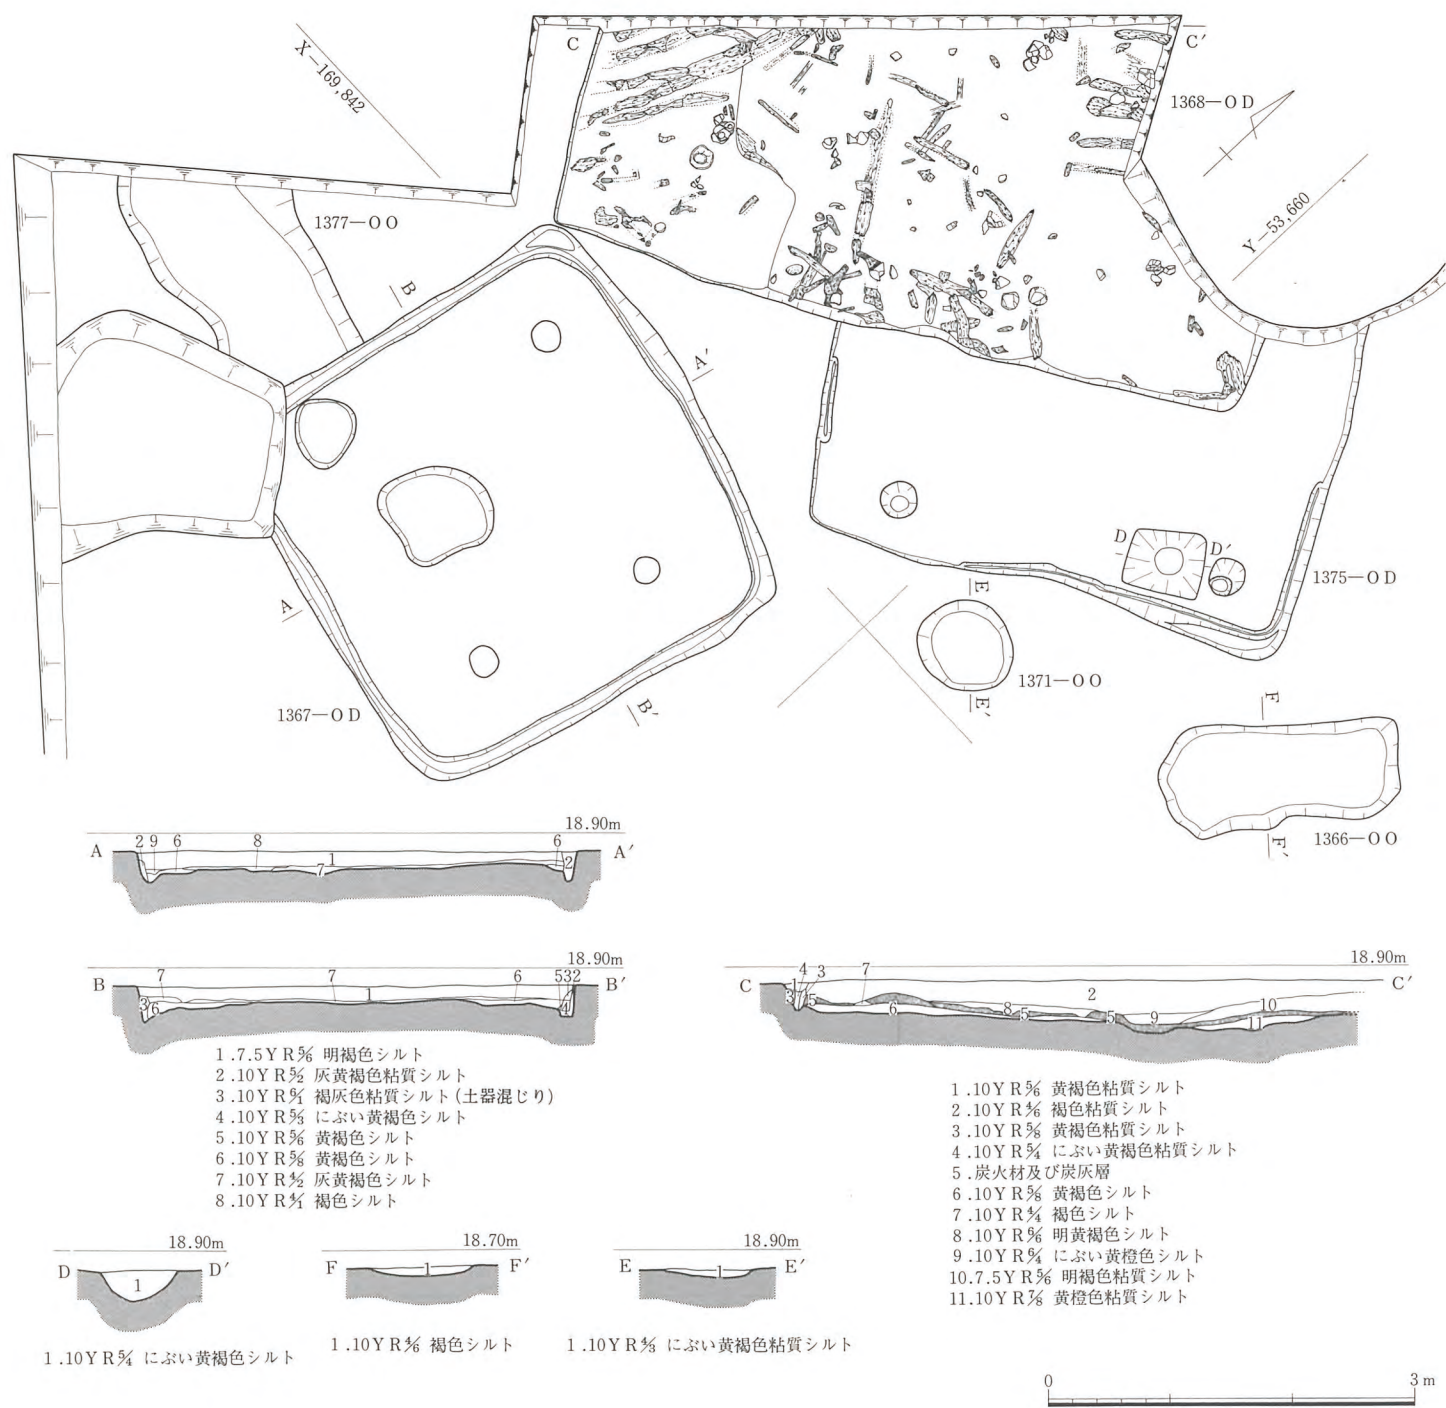 X-169,842
C
C′
1368-OD
Y-53,660
1377-OO
B
A′
A
1367-OD
B′
D
D′
1375-OD
E
1371-OO
E′
F
1366-OO
F′
18.90m
A
2 9 6 8 1 7 6 2
A′
18.90m
B
7 7 6 5 3 2
3 6 1 4
B′
18.90m
C
4 3 7
1 3 5 6 8 5 2 5 9 10 11
C′
1.7.5YR5/6 明褐色シルト
2.10YR5/2 灰黄褐色粘質シルト
3.10YR6/1 褐灰色粘質シルト(土器混じり)
4.10YR5/3 にぶい黄褐色シルト
5.10YR5/6 黄褐色シルト
6.10YR5/8 黄褐色シルト
7.10YR4/2 灰黄褐色シルト
8.10YR4/1 褐色シルト
1.10YR5/6 黄褐色粘質シルト
2.10YR4/6 褐色粘質シルト
3.10YR5/8 黄褐色粘質シルト
4.10YR5/4 にぶい黄褐色粘質シルト
5.炭火材及び炭灰層
6.10YR5/8 黄褐色シルト
7.10YR4/4 褐色シルト
8.10YR6/6 明黄褐色シルト
9.10YR6/4 にぶい黄橙色シルト
10.7.5YR5/6 明褐色粘質シルト
11.10YR7/8 黄橙色粘質シルト
18.90m
D
1
D′
1.10YR5/4 にぶい黄褐色シルト
18.70m
F
1
F′
1.10YR4/6 褐色シルト
18.90m
E
1
E′
1.10YR4/3 にぶい黄褐色粘質シルト
0
3m